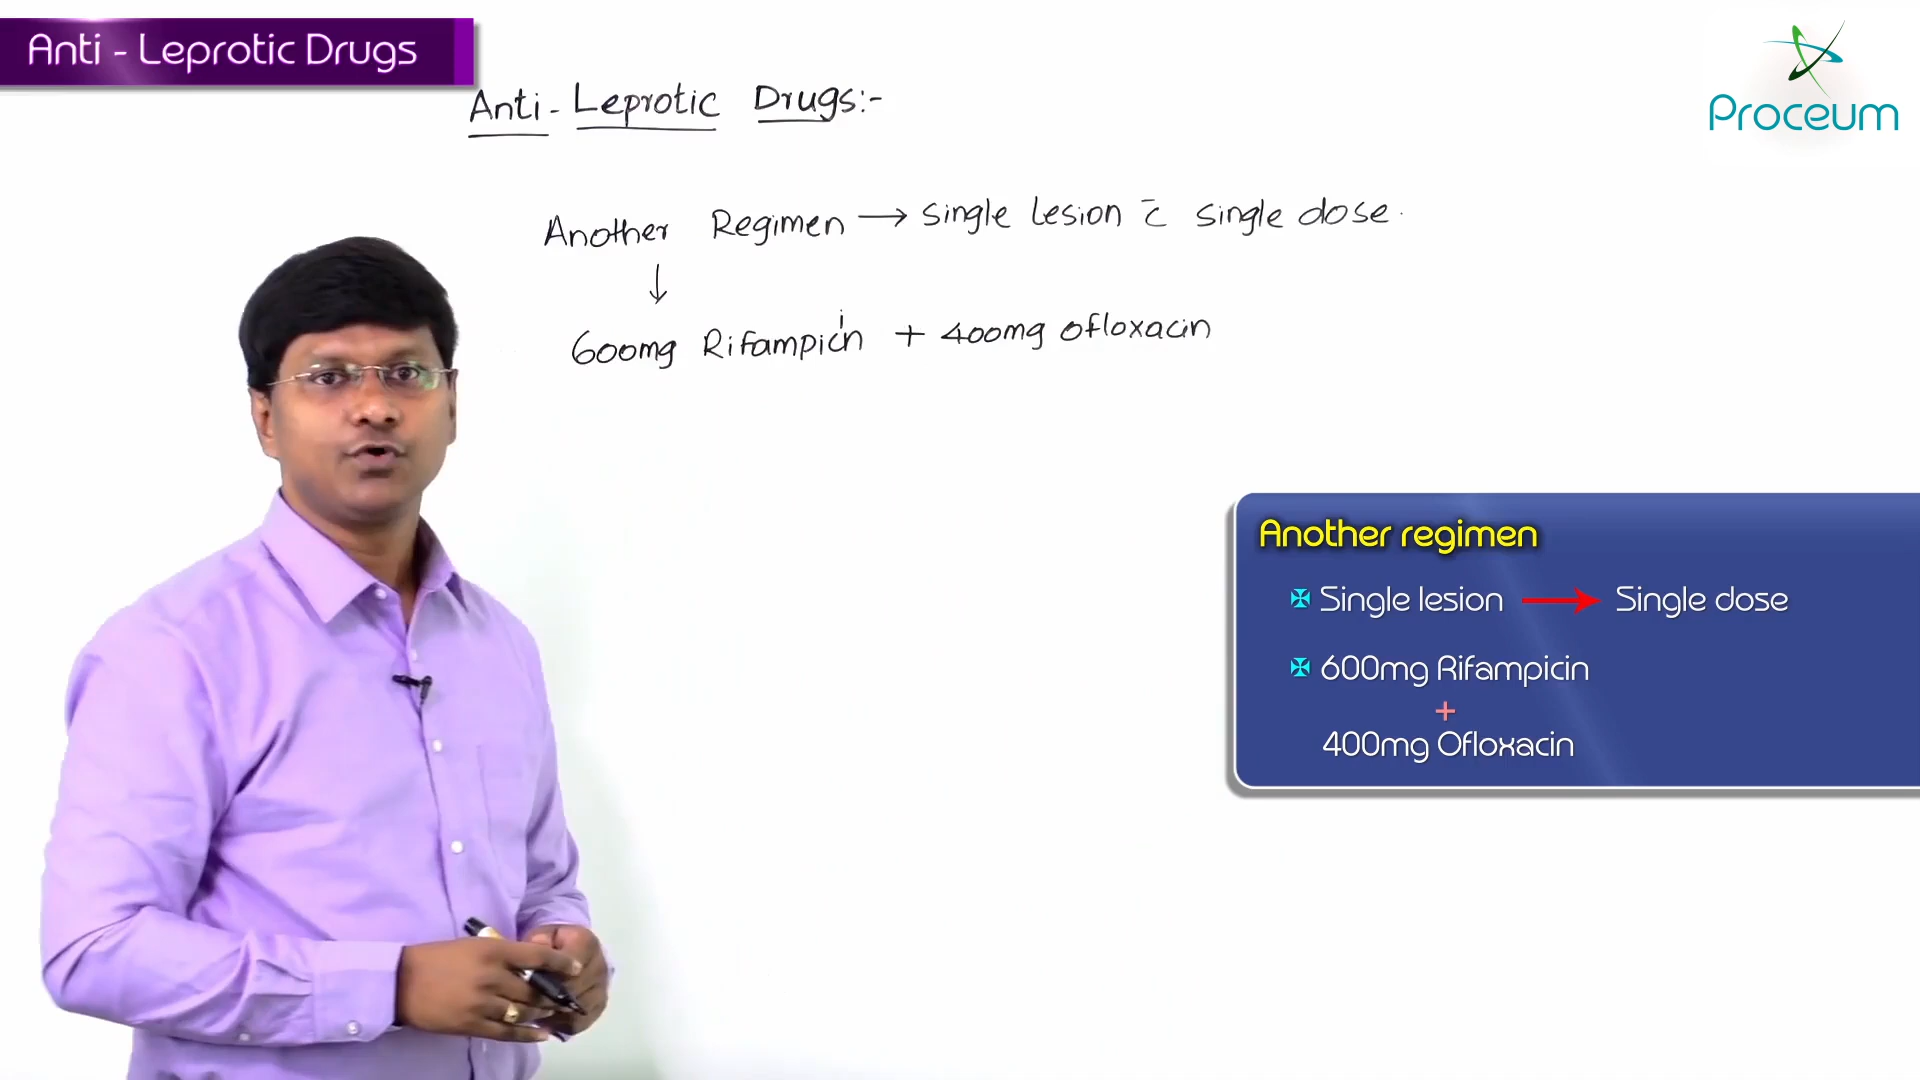 Anti - Leprotic Drugs
Proceum
Anti - Leprotic Drugs:-
Another Regimen → single lesion c̄ single dose.
↓
600mg Rifampicin + 400mg ofloxacin
Another regimen
Single lesion → Single dose
600mg Rifampicin
+
400mg Ofloxacin